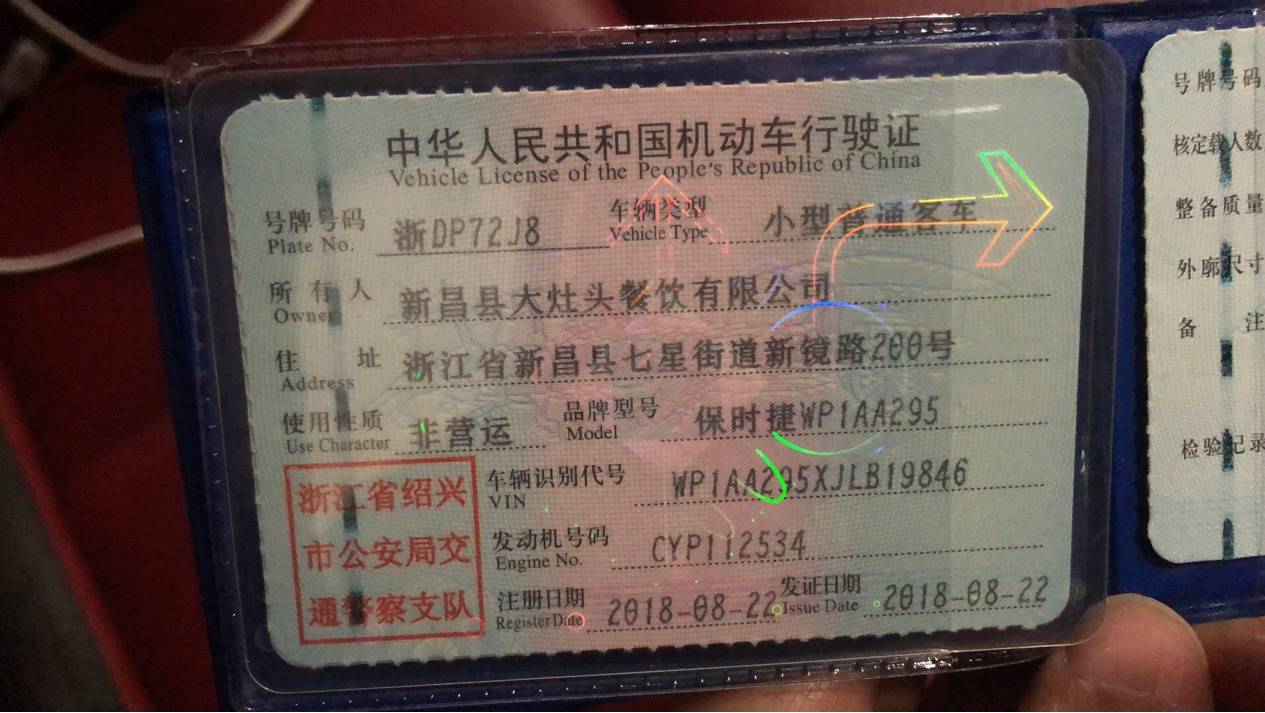 中华人民共和国机动车行驶证
Vehicle License of the People's Republic of China
号牌号码 浙DP72J8 车辆类型 小型普通客车
Plate No. Vehicle Type
所有人 新昌县大灶头餐饮有限公司
Owner
住址 浙江省新昌县七星街道新镜路200号
Address
使用性质 非营运 品牌型号 保时捷WP1AA295
Use Character Model
浙江省绍兴
市公安局交
通警察支队
车辆识别代号 WP1AA295XJLB19846
VIN
发动机号码 CYP112534
Engine No.
注册日期 2018-08-22 发证日期 2018-08-22
Register Date Issue Date
号牌号码
核定载人数
整备质量
外廓尺寸
备注
检验记录